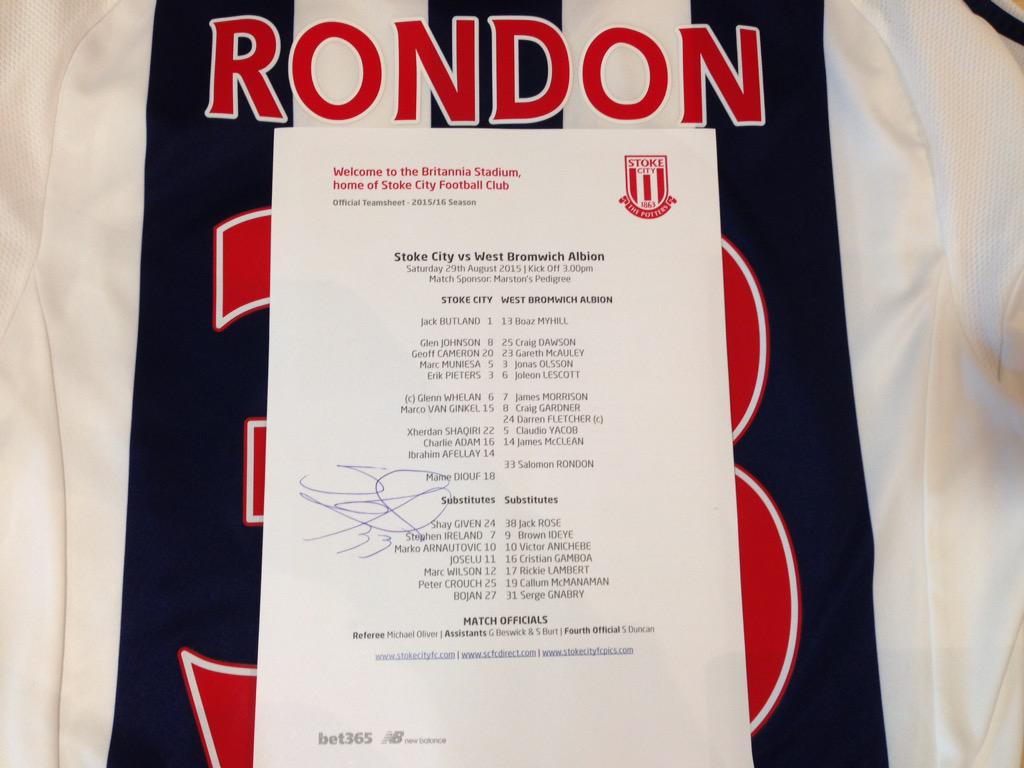 RONDON
Welcome to the Britannia Stadium,
home of Stoke City Football Club
Official Teamsheet - 2015/16 Season
STOKE
CITY
1863
THE POTTERS
Stoke City vs West Bromwich Albion
Saturday 29th August 2015 | Kick Off 3.00pm
Match Sponsor: Marston's Pedigree
STOKE CITY WEST BROMWICH ALBION
Jack BUTLAND 1 13 Boaz MYHILL
Glen JOHNSON 8 25 Craig DAWSON
Geoff CAMERON 20 23 Gareth McAULEY
Marc MUNIESA 5 3 Jonas OLSSON
Erik PIETERS 3 6 Joleon LESCOTT
(c) Glenn WHELAN 6 7 James MORRISON
Marco VAN GINKEL 15 8 Craig GARDNER
24 Darren FLETCHER (c)
Xherdan SHAQIRI 22 5 Claudio YACOB
Charlie ADAM 16 14 James McCLEAN
Ibrahim AFELLAY 14
33 Salomon RONDON
Mame DIOUF 18
Substitutes Substitutes
Shay GIVEN 24 38 Jack ROSE
Stephen IRELAND 7 9 Brown IDEYE
33
Marko ARNAUTOVIC 10 10 Victor ANICHEBE
JOSELU 11 16 Cristian GAMBOA
Marc WILSON 12 17 Rickie LAMBERT
Peter CROUCH 25 19 Callum McMANAMAN
BOJAN 27 31 Serge GNABRY
MATCH OFFICIALS
Referee Michael Oliver | Assistants G Beswick & S Burt | Fourth Official S Duncan
www.stokecityfc.com | www.scfcdirect.com | www.stokecityfcpics.com
bet365 NB new balance